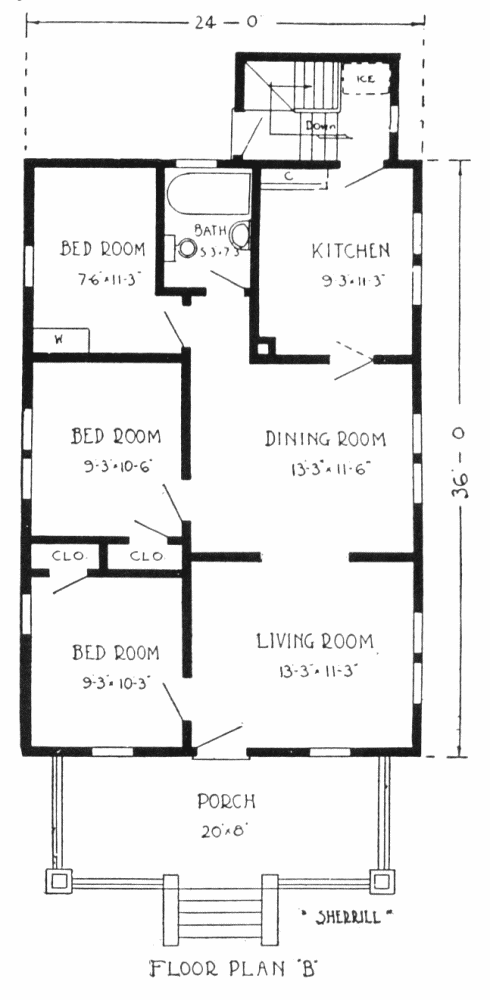 24 - 0"
ICE
Down
C
BATH
5-3×7-3
BED ROOM
7'-6"×11'-3"
KITCHEN
9'-3"×11'-3"
W
BED ROOM
9'-3"×10'-6"
DINING ROOM
13'-3"×11'-6"
36'-0
CLO.
CLO.
LIVING ROOM
13'-3"×11'-3"
BED ROOM
9'-3"×10'-3"
PORCH
20'×8'
"SHERRILL"
FLOOR PLAN "B"